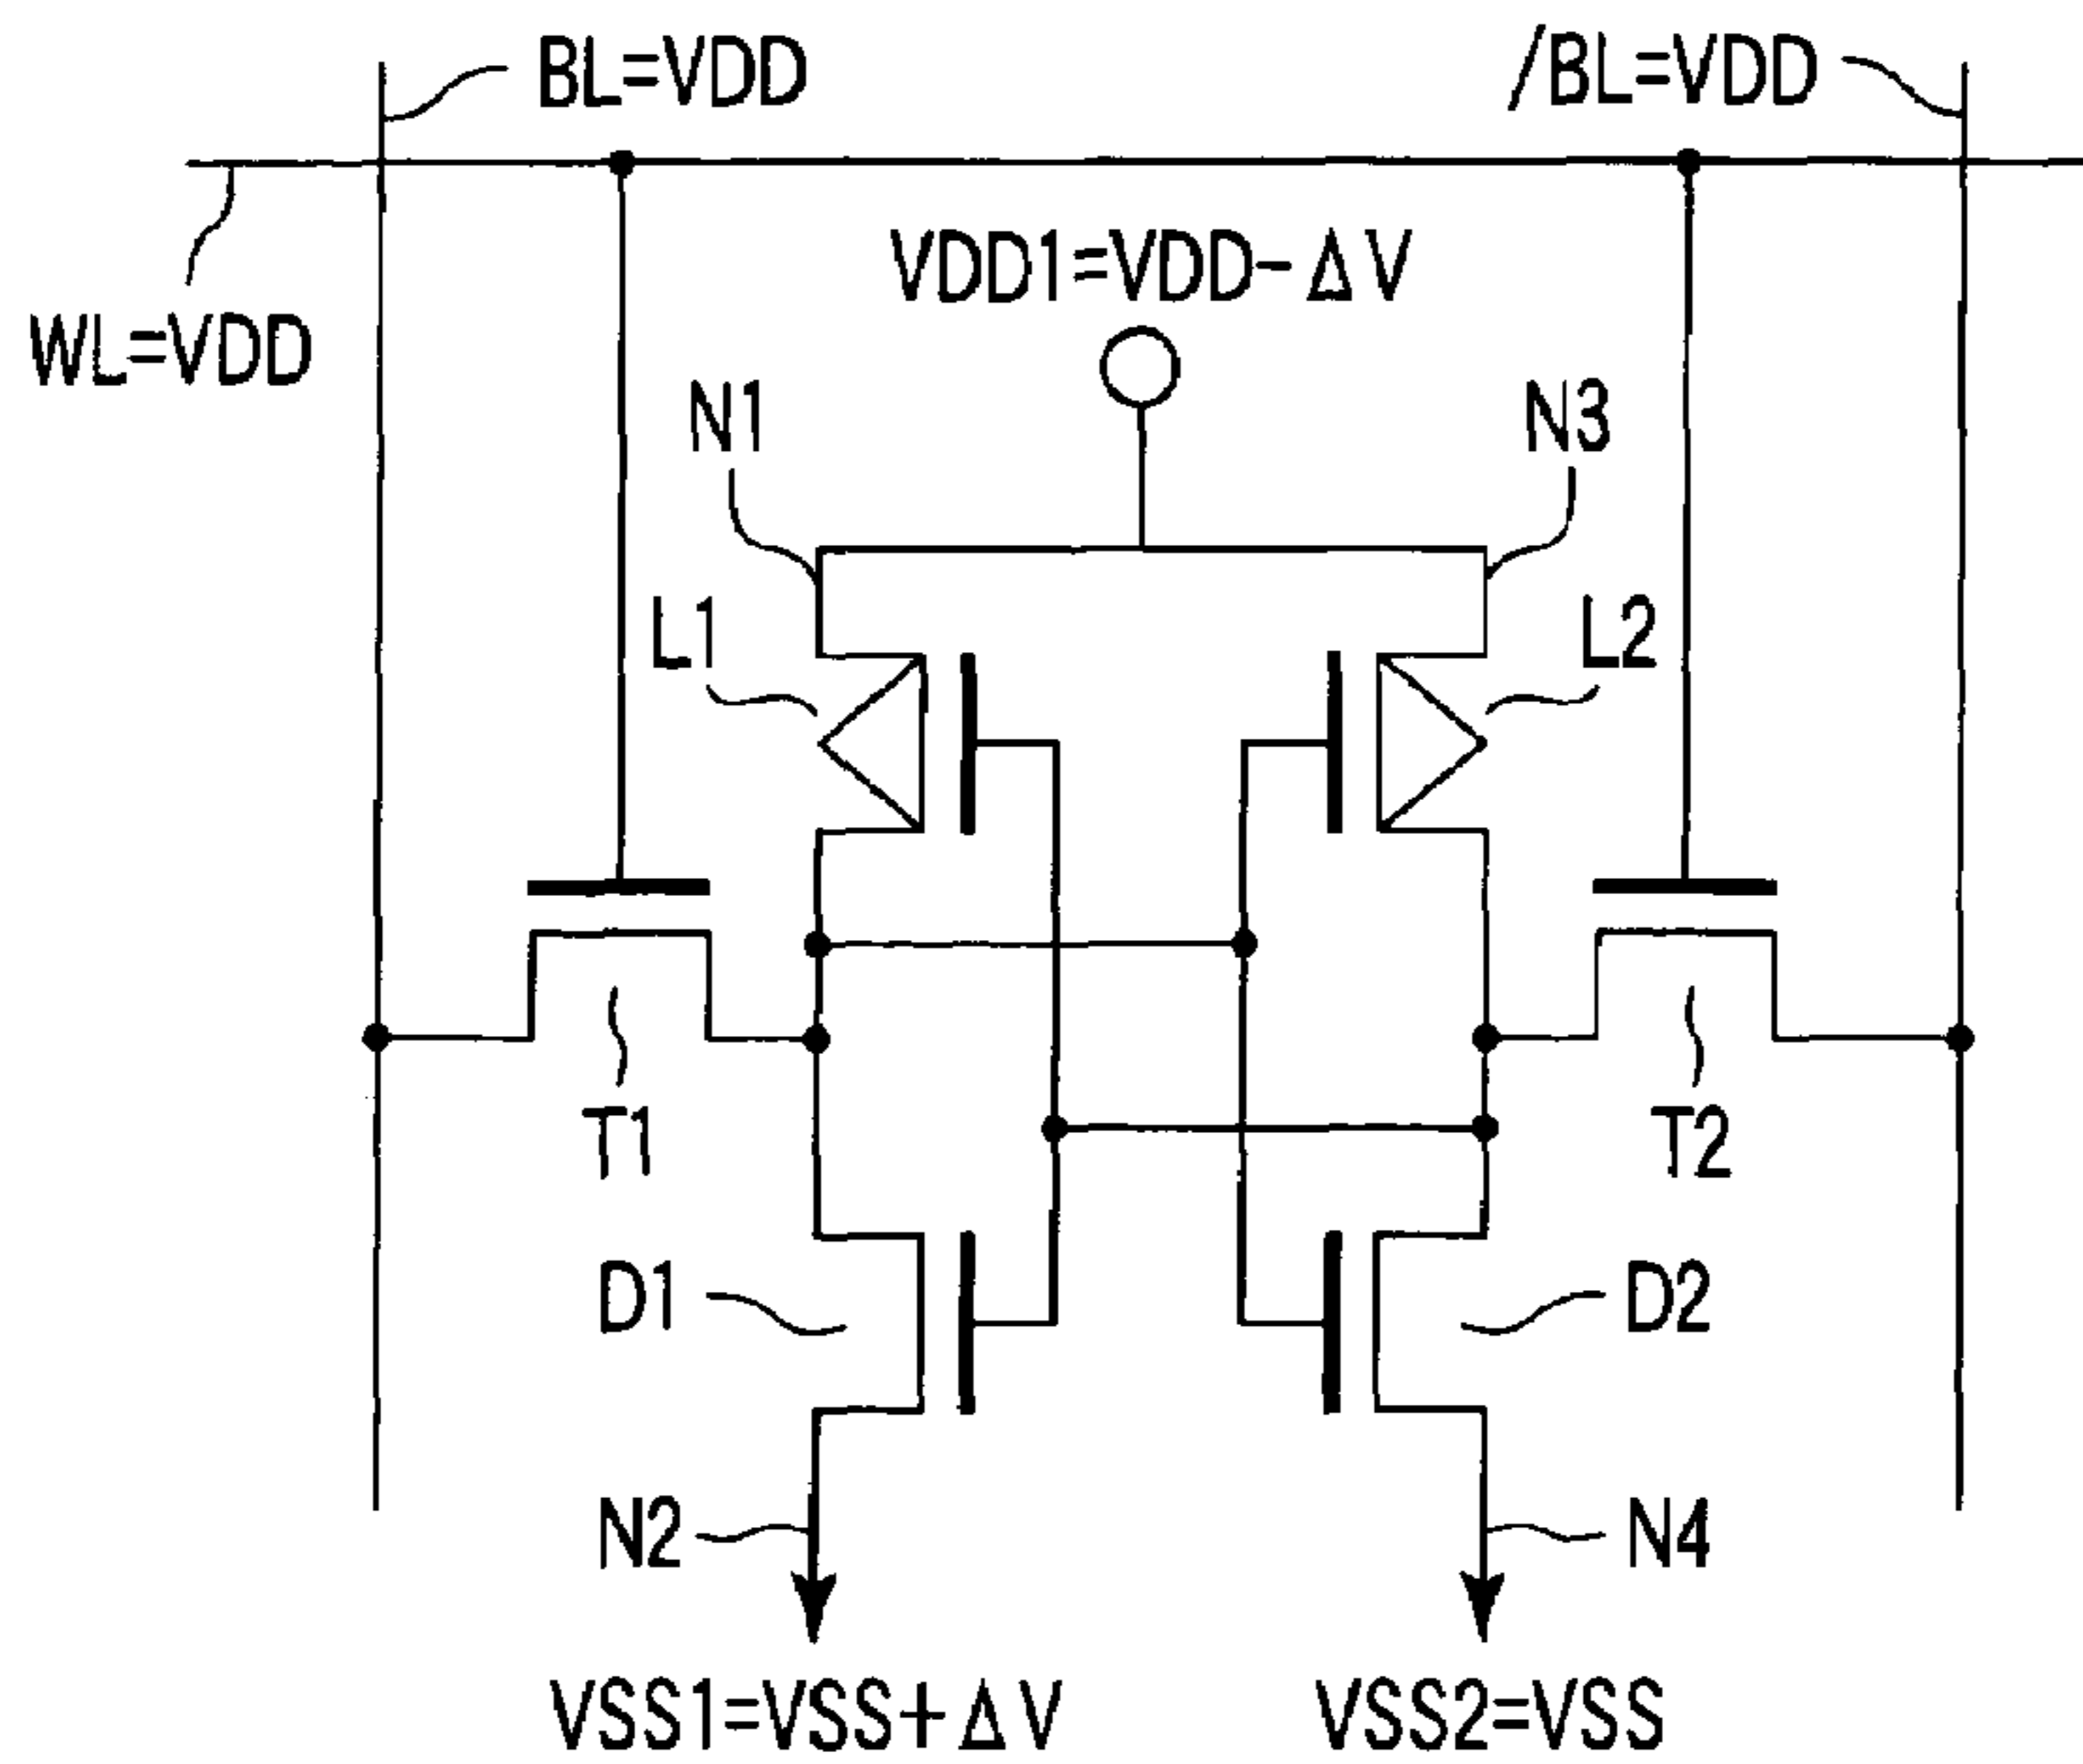 BL=VDD
/BL=VDD
WL=VDD
VDD1=VDD-ΔV
N1
N3
L1
L2
T1
T2
D1
D2
N2
N4
VSS1=VSS+ΔV
VSS2=VSS